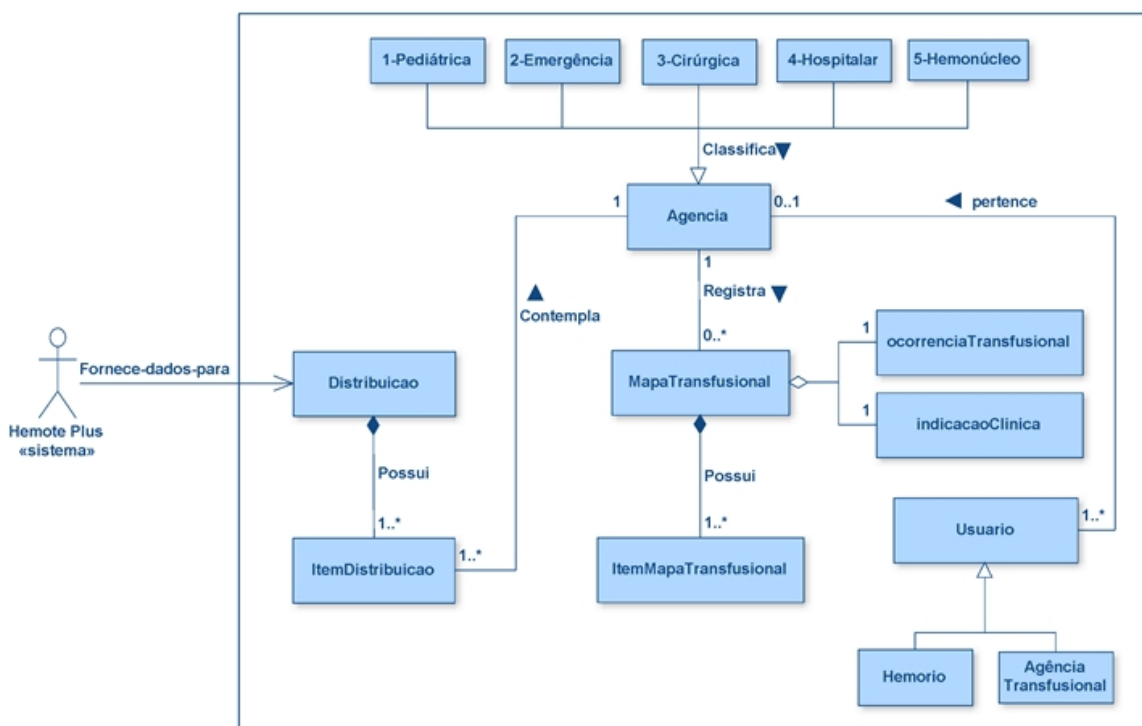 1-Pediátrica
2-Emergência
3-Cirúrgica
4-Hospitalar
5-Hemonúcleo
Classifica
1
Agencia
0..1
pertence
1
Registra
Contempla
0..*
Fornece-dados-para
Distribuicao
MapaTransfusional
1
ocorrenciaTransfusional
1
indicacaoClinica
Hemote Plus
«sistema»
Possui
Possui
1..*
1..*
1..*
ItemDistribuicao
1..*
ItemMapaTransfusional
Usuario
Hemorio
Agência
Transfusional